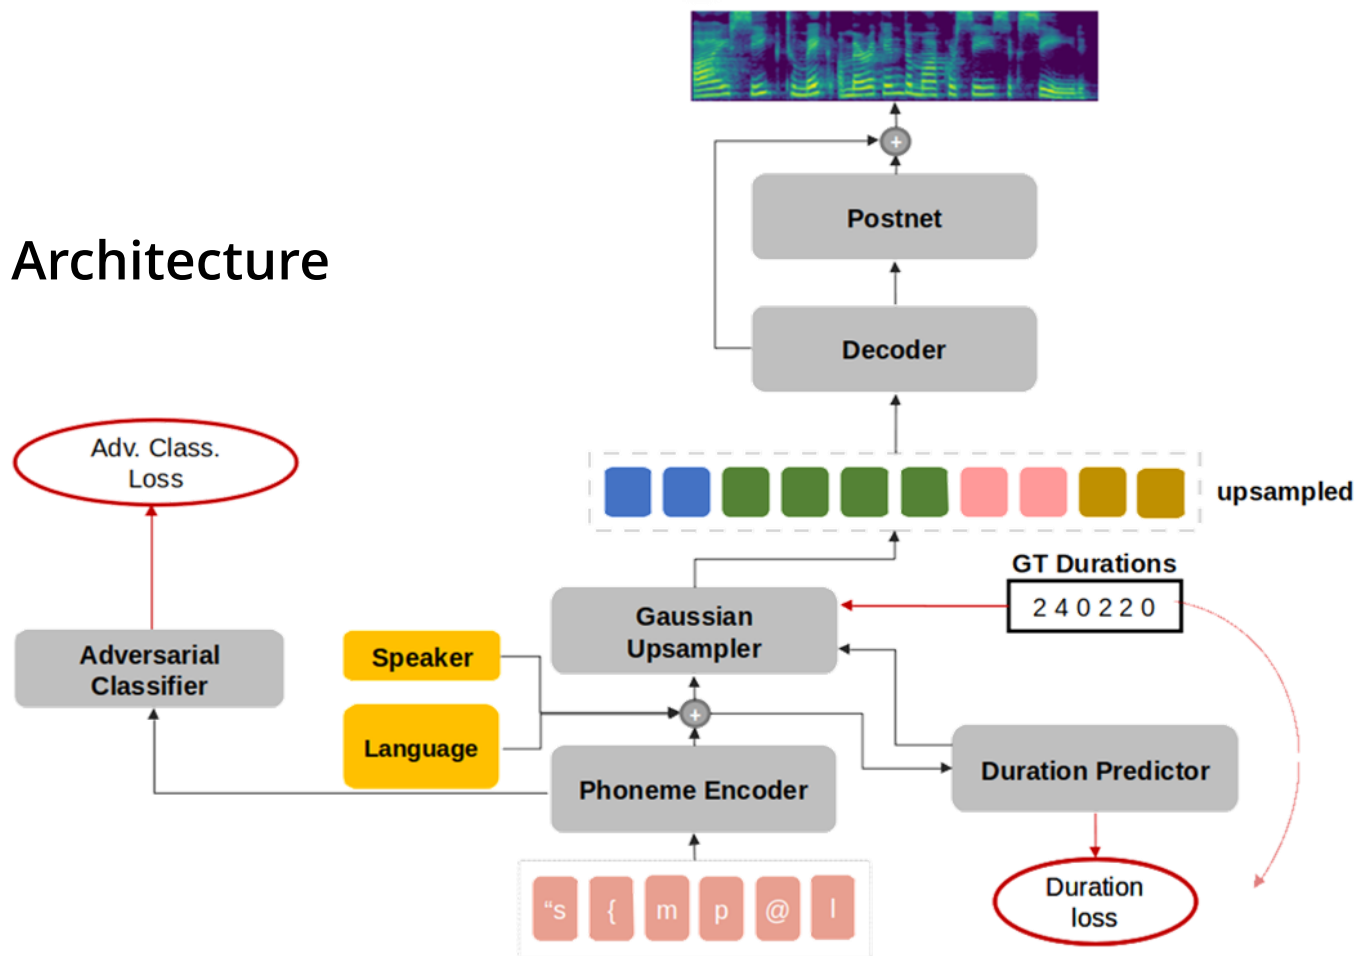 Architecture
+
Postnet
Decoder
Adv. Class.
Loss
upsampled
GT Durations
2 4 0 2 2 0
Gaussian
Upsampler
Adversarial
Classifier
Speaker
Language
+
Phoneme Encoder
Duration Predictor
Duration
loss
“s { m p @ l